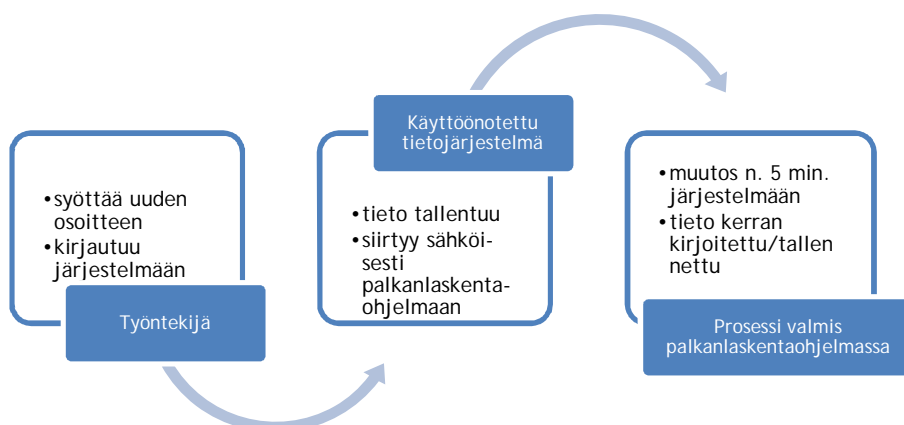 •syöttää uuden
osoitteen
•kirjautuu
järjestelmään
Työntekijä
Käyttöönotettu
tietojärjestelmä
•tieto tallentuu
•siirtyy sähköi-
sesti
palkanlaskenta-
ohjelmaan
•muutos n. 5 min.
järjestelmään
•tieto kerran
kirjoitettu/tallen
nettu
Prosessi valmis
palkanlaskentaohjelmassa